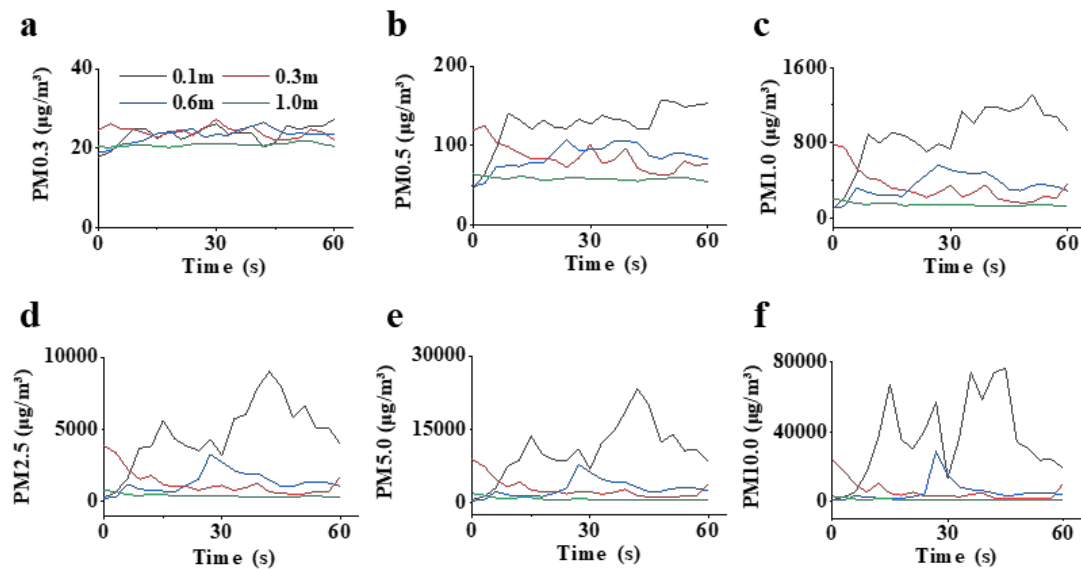 a
40
20
0
PM0.3 (µg/m³)
0.1m 0.3m
0.6m 1.0m
0 30 60
Time (s)
b
200
100
0
PM0.5 (µg/m³)
0 30 60
Time (s)
c
1600
800
0
PM1.0 (µg/m³)
0 30 60
Time (s)
d
10000
5000
0
PM2.5 (µg/m³)
0 30 60
Time (s)
e
30000
15000
0
PM5.0 (µg/m³)
0 30 60
Time (s)
f
80000
40000
0
PM10.0 (µg/m³)
0 30 60
Time (s)